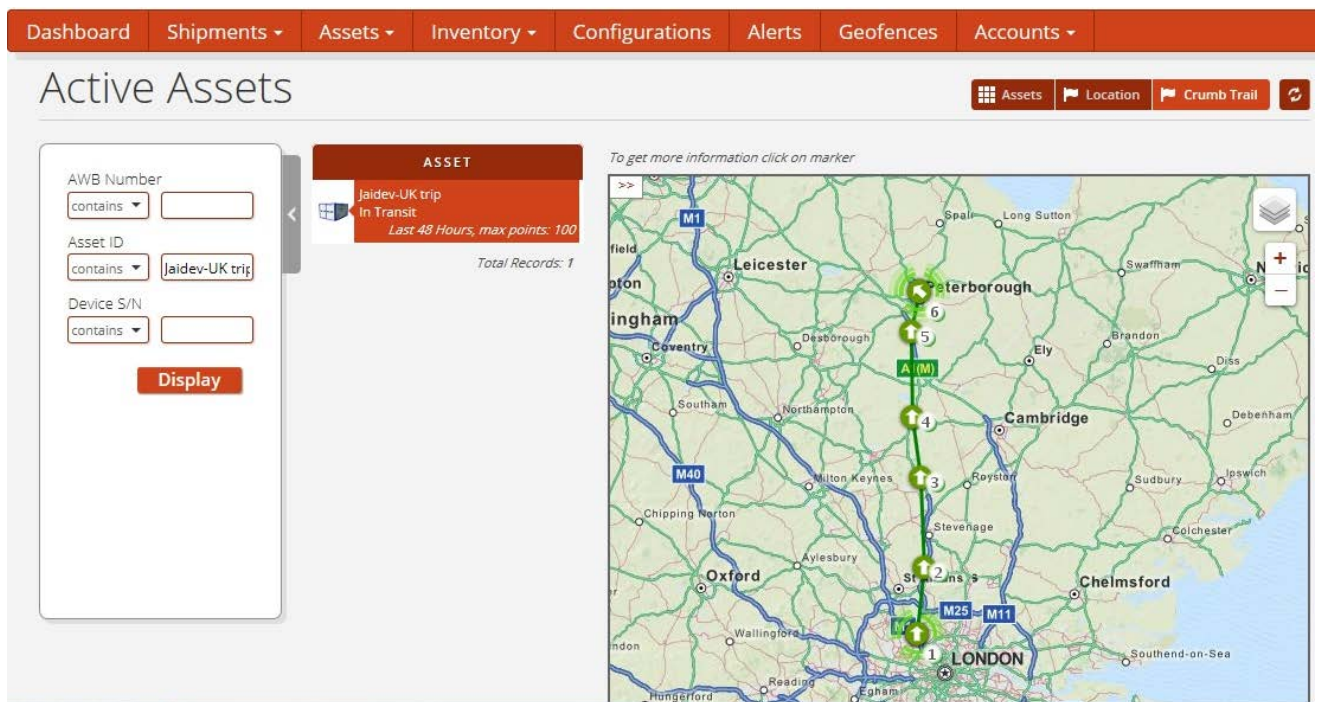 Dashboard Shipments Assets Inventory Configurations Alerts Geofences Accounts
Active Assets
Assets Location Crumb Trail
AWB Number
contains
Asset ID
contains Jaidev-UK trip
Device S/N
contains
Display
ASSET
Jaidev-UK trip
In Transit
Last 48 Hours, max points: 100
Total Records: 1
To get more information click on marker
>>
M1
Long Sutton
field
Leicester
Swaffham
+
−
pton
Peterborough
6
ingham
5
Desborough
Brandon
Coventry
Ely
Diss
A1(M)
Southam
Northampton
4
Cambridge
Debenham
M40
Milton Keynes
3
Royston
Sudbury
Ipswich
Chipping Norton
Stevenage
Colchester
Aylesbury
Oxford
2
Chelmsford
M25
M11
Wallingford
1
LONDON
Southend-on-Sea
ndon
Reading
Egham
Hungerford